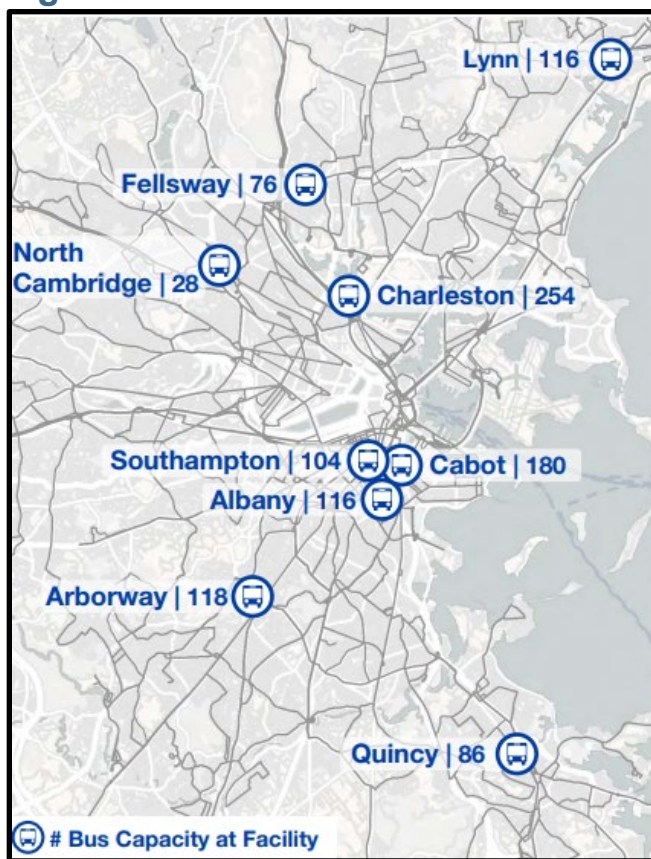 Lynn | 116
Fellsway | 76
North
Cambridge | 28
Charleston | 254
Southampton | 104
Cabot | 180
Albany | 116
Arborway | 118
Quincy | 86
# Bus Capacity at Facility